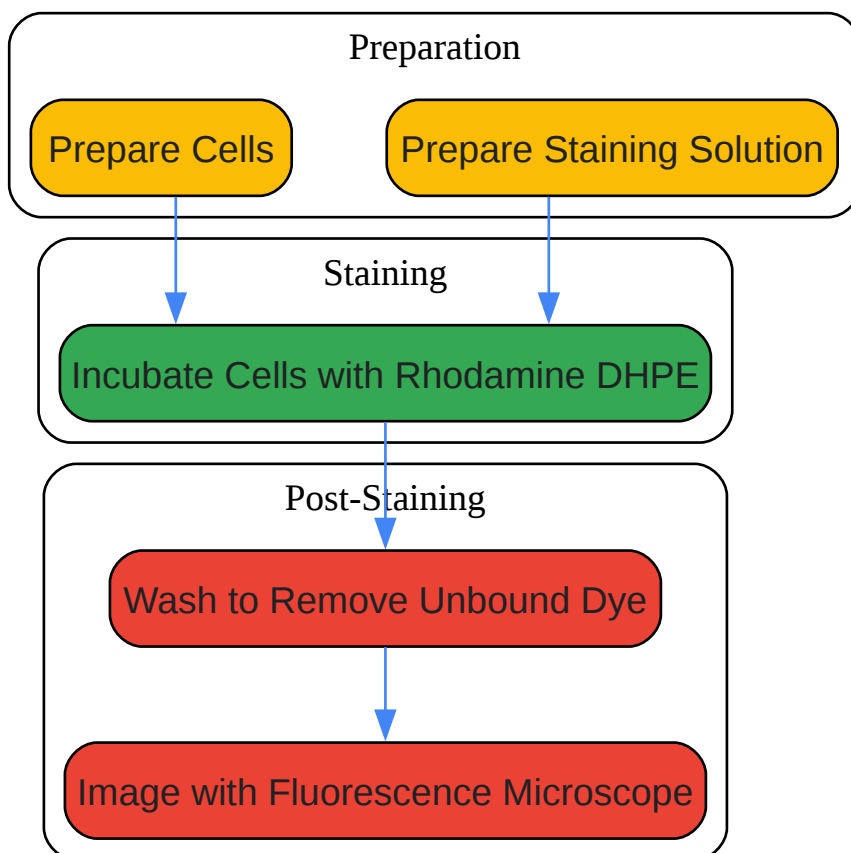 Preparation
Prepare Cells
Prepare Staining Solution
Staining
Incubate Cells with Rhodamine DHPE
Post-Staining
Wash to Remove Unbound Dye
Image with Fluorescence Microscope